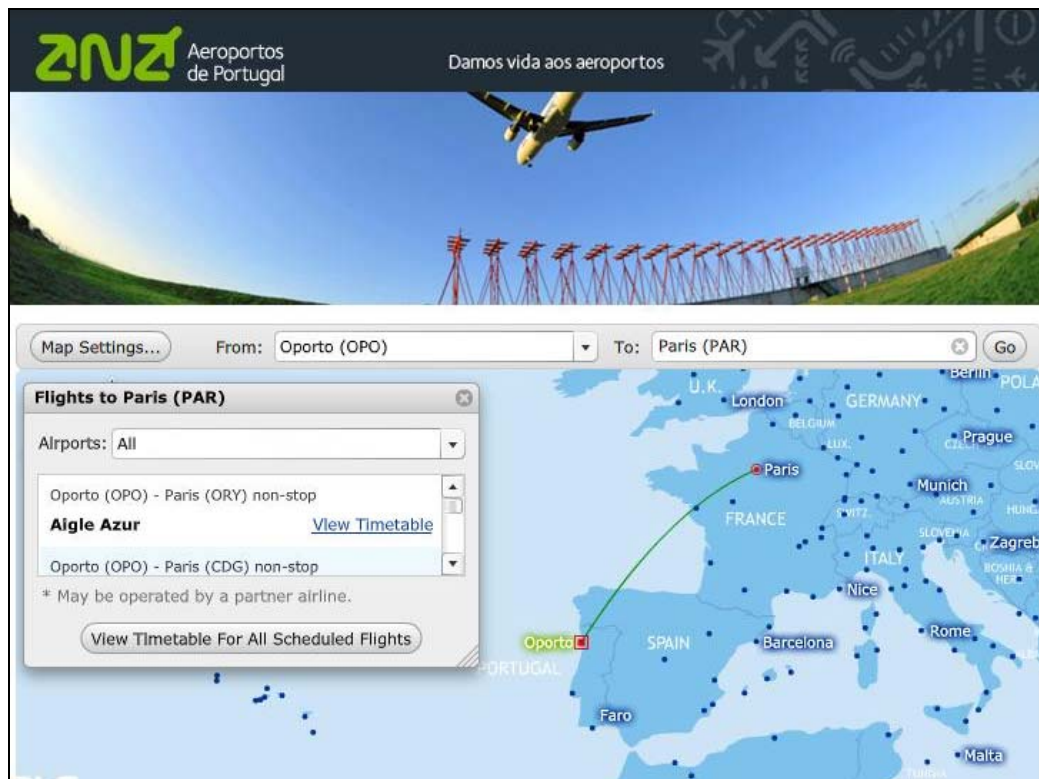 ANA Aeroportos
de Portugal
Damos vida aos aeroportos
Map Settings... From: Oporto (OPO) To: Paris (PAR) Go
Flights to Paris (PAR)
Airports: All
Oporto (OPO) - Paris (ORY) non-stop
Aigle Azur View Timetable
Oporto (OPO) - Paris (CDG) non-stop
* May be operated by a partner airline.
View Timetable For All Scheduled Flights
U.K.
London
Berlin
GERMANY
BELGIUM
LUX.
Prague
Paris
Munich
AUSTRIA
FRANCE
SWITZ.
SLOVENIA
Zagreb
ITALY
BOSHIA &
HER.
Nice
Oporto
SPAIN
Barcelona
Rome
PORTUGAL
Faro
Malta